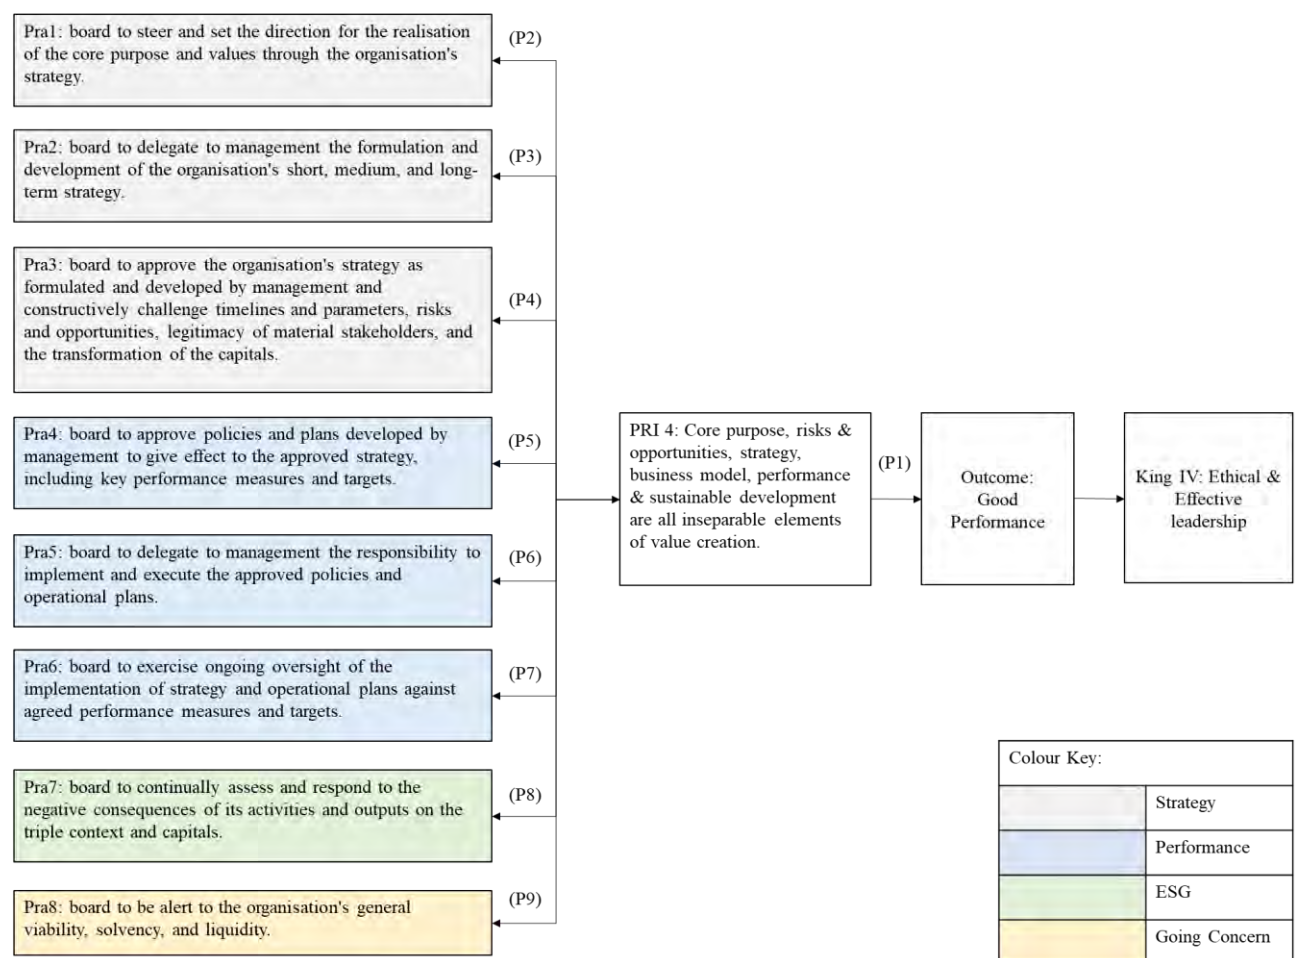 Pra1: board to steer and set the direction for the realisation
of the core purpose and values through the organisation's
strategy.
(P2)
Pra2: board to delegate to management the formulation and
development of the organisation's short, medium, and long-
term strategy.
(P3)
Pra3: board to approve the organisation's strategy as
formulated and developed by management and
constructively challenge timelines and parameters, risks
and opportunities, legitimacy of material stakeholders, and
the transformation of the capitals.
(P4)
Pra4: board to approve policies and plans developed by
management to give effect to the approved strategy,
including key performance measures and targets.
(P5)
Pra5: board to delegate to management the responsibility to
implement and execute the approved policies and
operational plans.
(P6)
Pra6: board to exercise ongoing oversight of the
implementation of strategy and operational plans against
agreed performance measures and targets.
(P7)
Pra7: board to continually assess and respond to the
negative consequences of its activities and outputs on the
triple context and capitals.
(P8)
Pra8: board to be alert to the organisation's general
viability, solvency, and liquidity.
(P9)
PRI 4: Core purpose, risks &
opportunities, strategy,
business model, performance
& sustainable development
are all inseparable elements
of value creation.
(P1)
Outcome:
Good
Performance
King IV: Ethical &
Effective
leadership
Colour Key:
Strategy
Performance
ESG
Going Concern